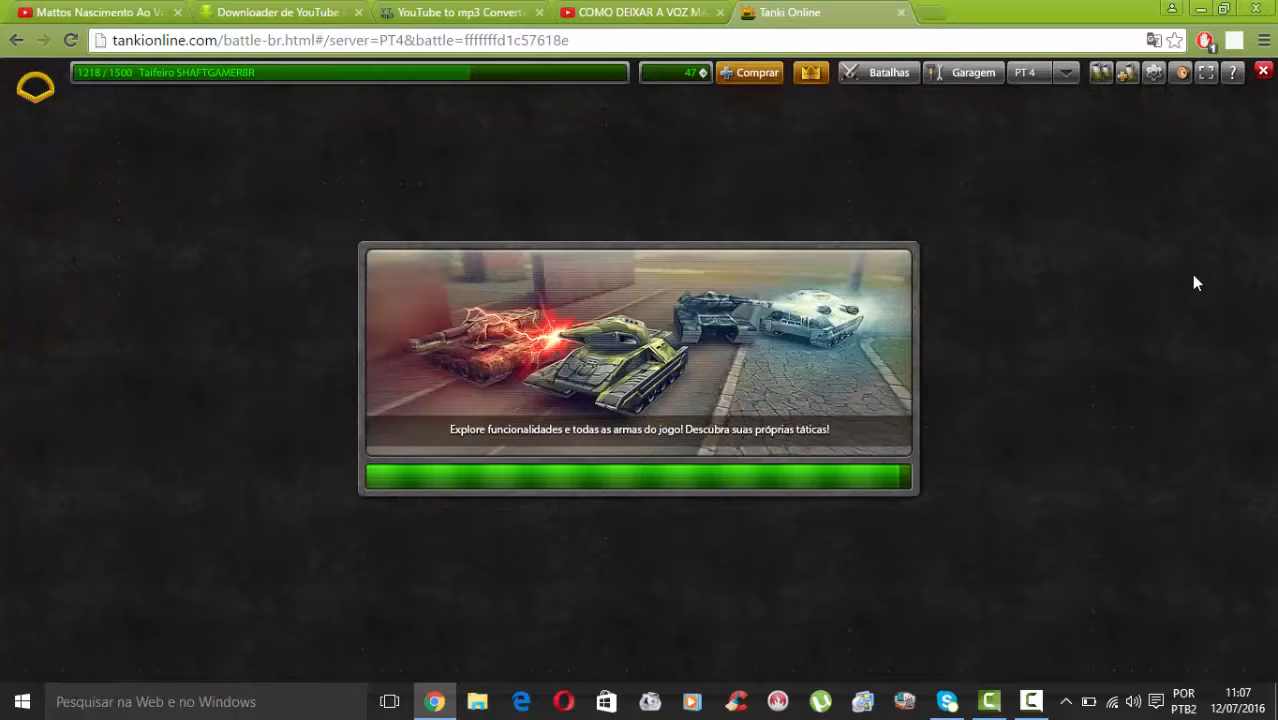 Mattos Nascimento Ao V
Downloader de YouTube
YouTube to mp3 Convert
COMO DEIXAR A VOZ MA
Tanki Online
tankionline.com/battle-br.html#/server=PT4&battle=fffffffd1c57618e
1218 / 1500 Taifeiro SHAFTGAMERBR
47
Comprar
Batalhas
Garagem
PT 4
?
Explore funcionalidades e todas as armas do jogo! Descubra suas próprias táticas!
Pesquisar na Web e no Windows
POR
PTB2
11:07
12/07/2016